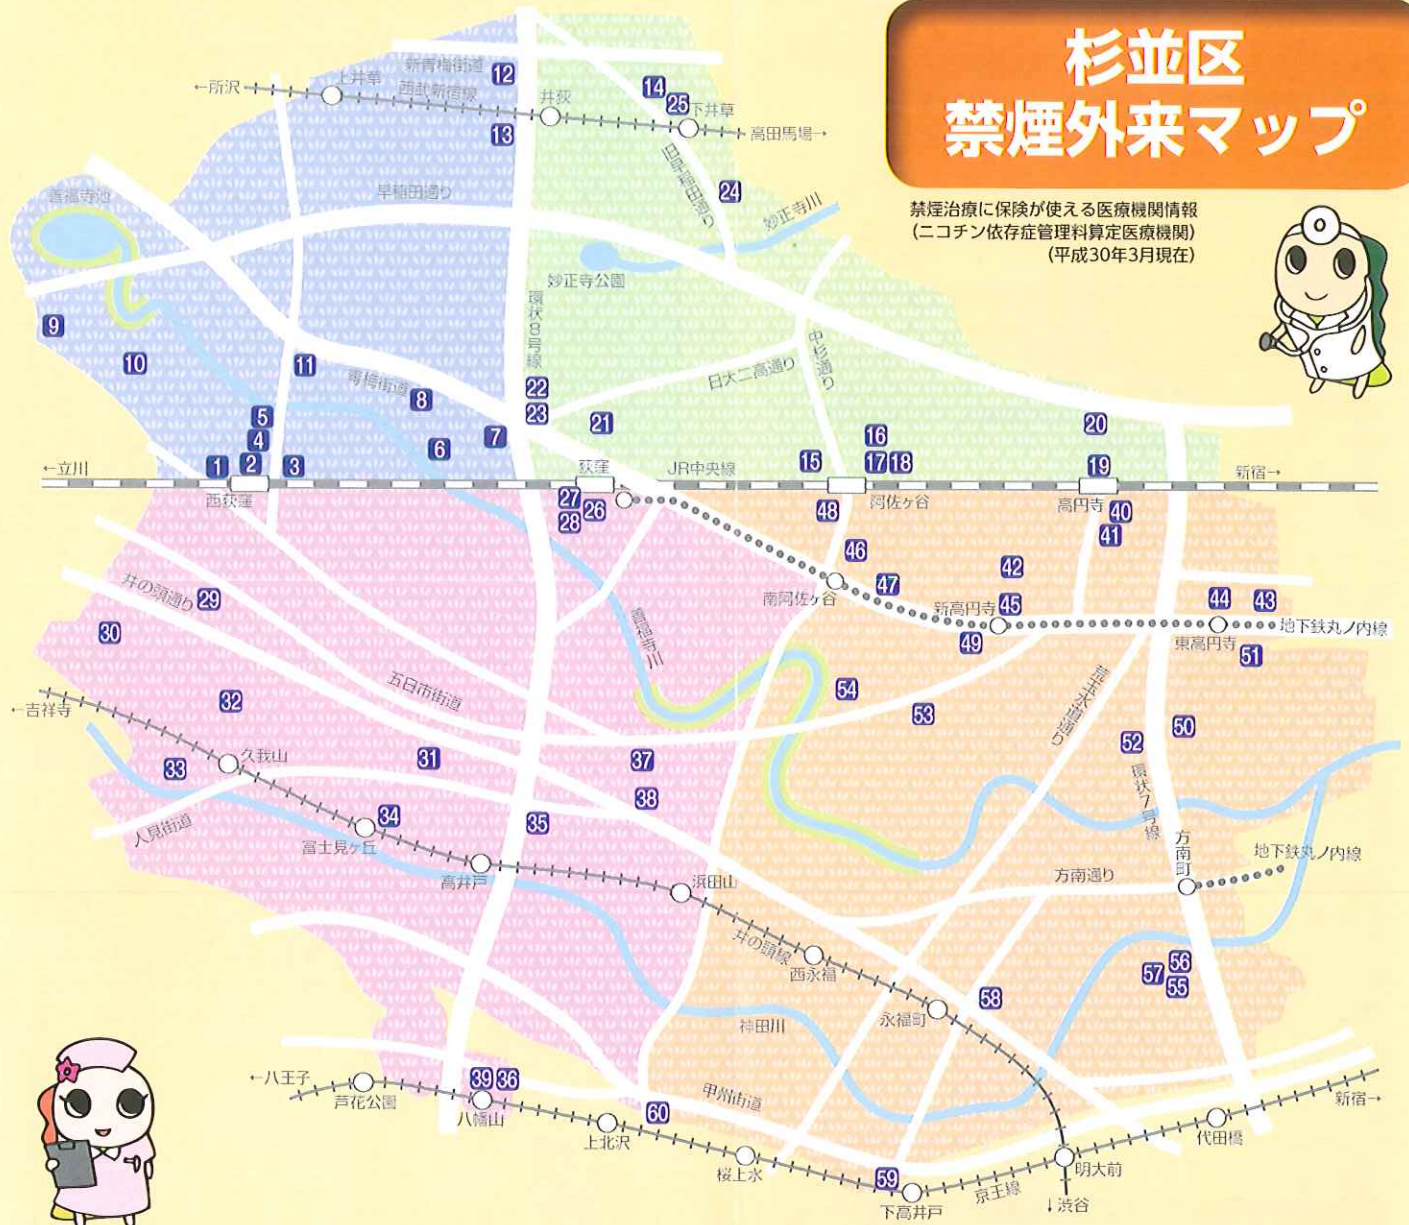 杉並区
禁煙外来マップ
禁煙治療に保険が使える医療機関情報
(ニコチン依存症管理料算定医療機関)
(平成30年3月現在)
新青梅街道
12
14
←所沢
上井草
西武新宿線
井荻
25
下井草
13
高田馬場→
旧早稲田通り
24
善福寺池
早稲田通り
妙正寺川
妙正寺公園
環状8号線
9
10
11
中杉通り
日大二高通り
青梅街道
8
22
23
5
4
6
7
21
16
20
1
2
3
15
17
18
19
←立川
荻窪
JR中央線
新宿→
西荻窪
27
26
28
48
阿佐ヶ谷
高円寺
40
41
46
42
井の頭通り
29
南阿佐ヶ谷
47
新高円寺
45
44
43
地下鉄丸ノ内線
30
善福寺川
49
東高円寺
51
五日市街道
54
荒玉水道通り
←吉祥寺
32
53
52
50
久我山
33
31
37
環状7号線
38
人見街道
34
35
富士見ヶ丘
方南町
地下鉄丸ノ内線
高井戸
浜田山
方南通り
井の頭線
西永福
57
56
55
永福町
58
神田川
←八王子
芦花公園
39
36
八幡山
甲州街道
新宿→
上北沢
60
代田橋
桜上水
59
明大前
下高井戸
京王線
↓渋谷